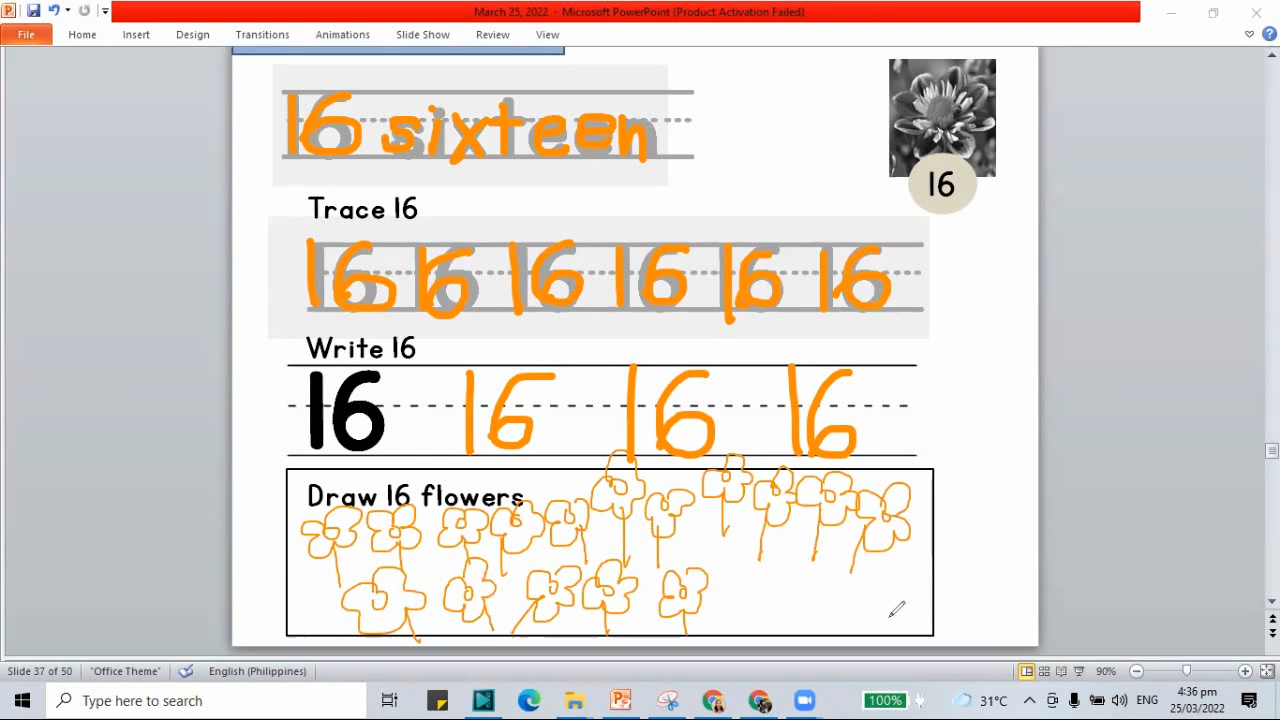 March 25, 2022 - Microsoft PowerPoint (Product Activation Failed)
File Home Insert Design Transitions Animations Slide Show Review View
16 sixteen
16
Trace 16
16 16 16 16 16 16
Write 16
16 16 16 16
Draw 16 flowers
Slide 37 of 50 "Office Theme" English (Philippines) 90%
Type here to search 100% 31°C ENG 4:36 pm
25/03/2022